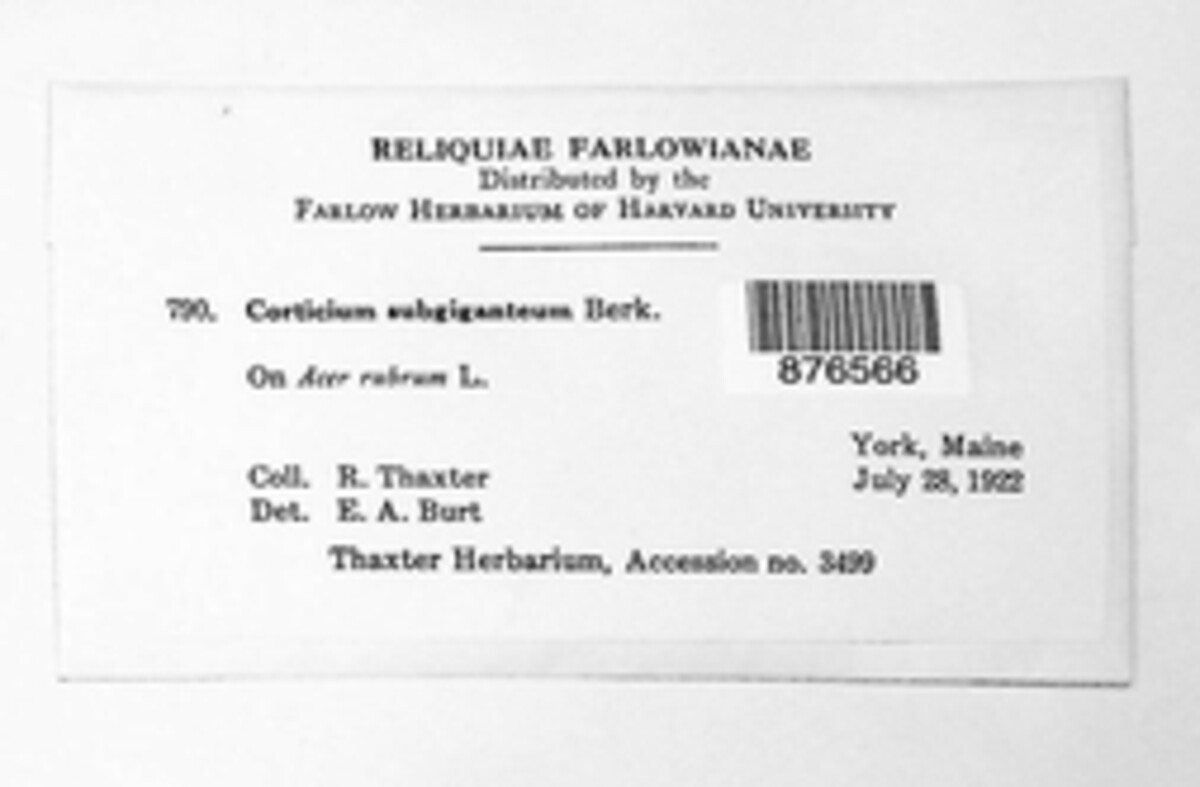 RELIQUIAE FARLOWIANAE
Distributed by the
FARLOW HERBARIUM OF HARVARD UNIVERSITY
790. Corticium subgiganteum Berk.
876566
On Acer rubrum L.
York, Maine
Coll. R. Thaxter
July 28, 1922
Det. E. A. Burt
Thaxter Herbarium, Accession no. 3499